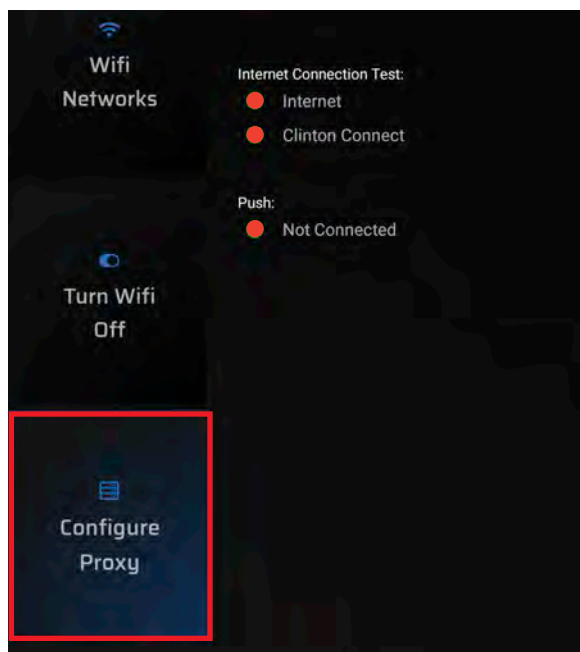 Wifi
Networks
Internet Connection Test:
Internet
Clinton Connect
Push:
Not Connected
Turn Wifi
Off
Configure
Proxy